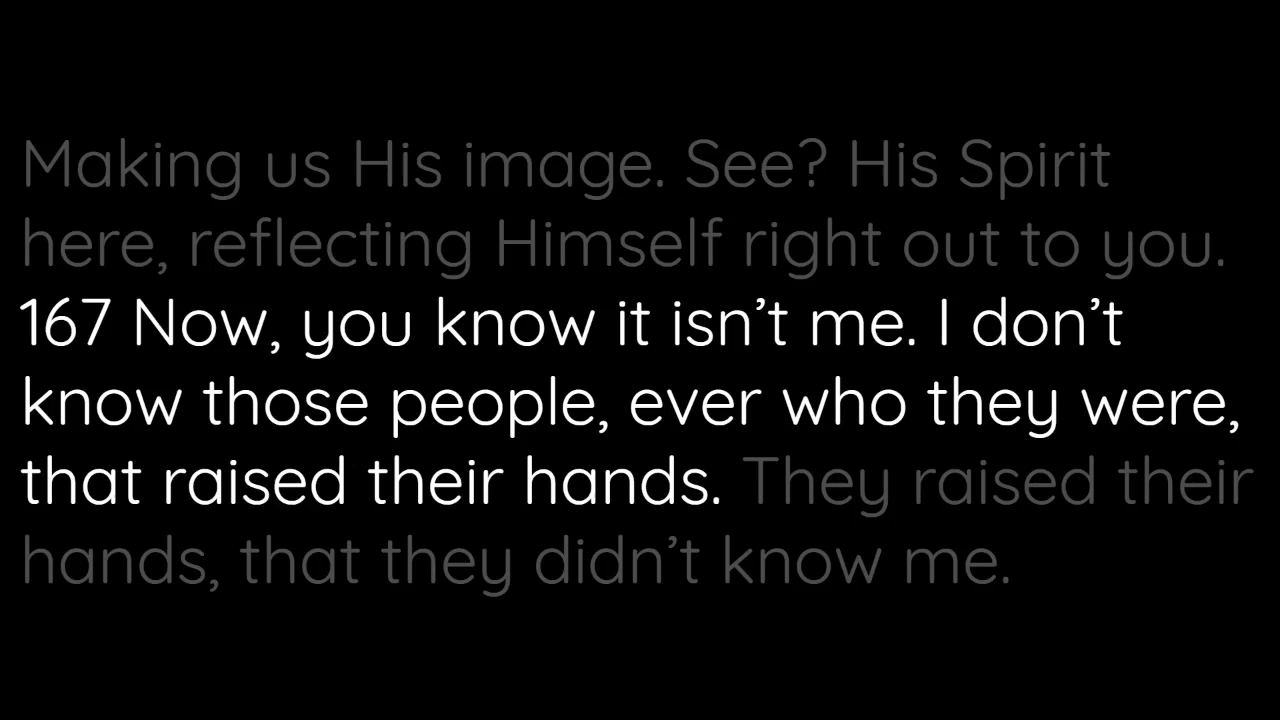 Making us His image. See? His Spirit
here, reflecting Himself right out to you.
167 Now, you know it isn’t me. I don’t
know those people, ever who they were,
that raised their hands. They raised their
hands, that they didn’t know me.